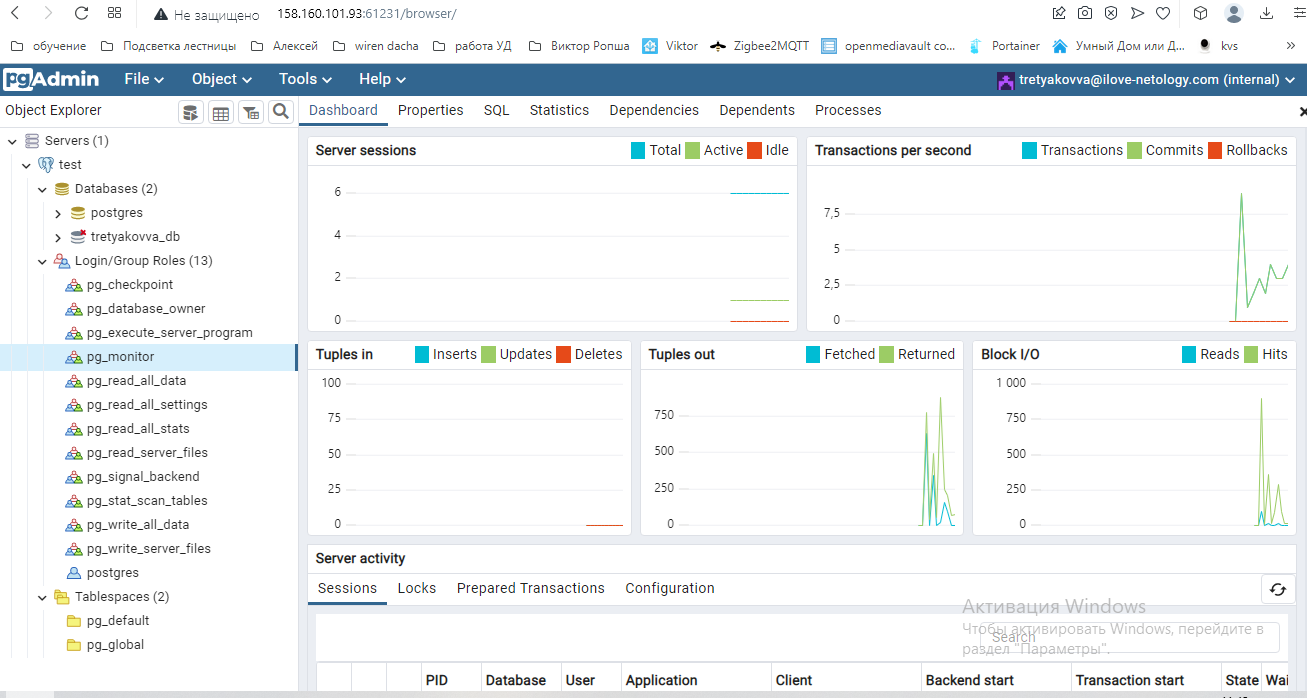 Не защищено 158.160.101.93:61231/browser/
обучение Подсветка лестницы Алексей wiren dacha работа УД Виктор Ропша Viktor Zigbee2MQTT openmediavault co... Portainer Умный Дом или Д... kvs »
pgAdmin File Object Tools Help tretyakovva@ilove-netology.com (internal)
Object Explorer
Dashboard Properties SQL Statistics Dependencies Dependents Processes
Servers (1)
test
Databases (2)
postgres
tretyakovva_db
Login/Group Roles (13)
pg_checkpoint
pg_database_owner
pg_execute_server_program
pg_monitor
pg_read_all_data
pg_read_all_settings
pg_read_all_stats
pg_read_server_files
pg_signal_backend
pg_stat_scan_tables
pg_write_all_data
pg_write_server_files
postgres
Tablespaces (2)
pg_default
pg_global
Server sessions Total Active Idle
6
4
2
0
Transactions per second Transactions Commits Rollbacks
7,5
5
2,5
0
Tuples in Inserts Updates Deletes
100
75
50
25
0
Tuples out Fetched Returned
750
500
250
0
Block I/O Reads Hits
1 000
750
500
250
0
Server activity
Sessions Locks Prepared Transactions Configuration
Search
Активация Windows
Чтобы активировать Windows, перейдите в
раздел "Параметры".
PID Database User Application Client Backend start Transaction start State Wai